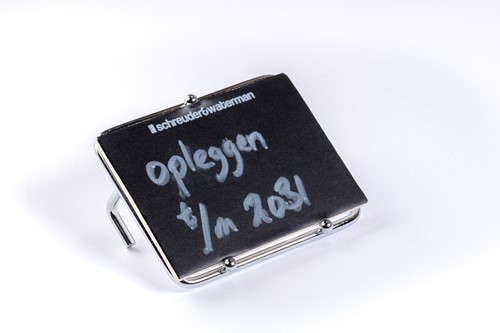 schreuder&waterman
opleggen
t/m 2031